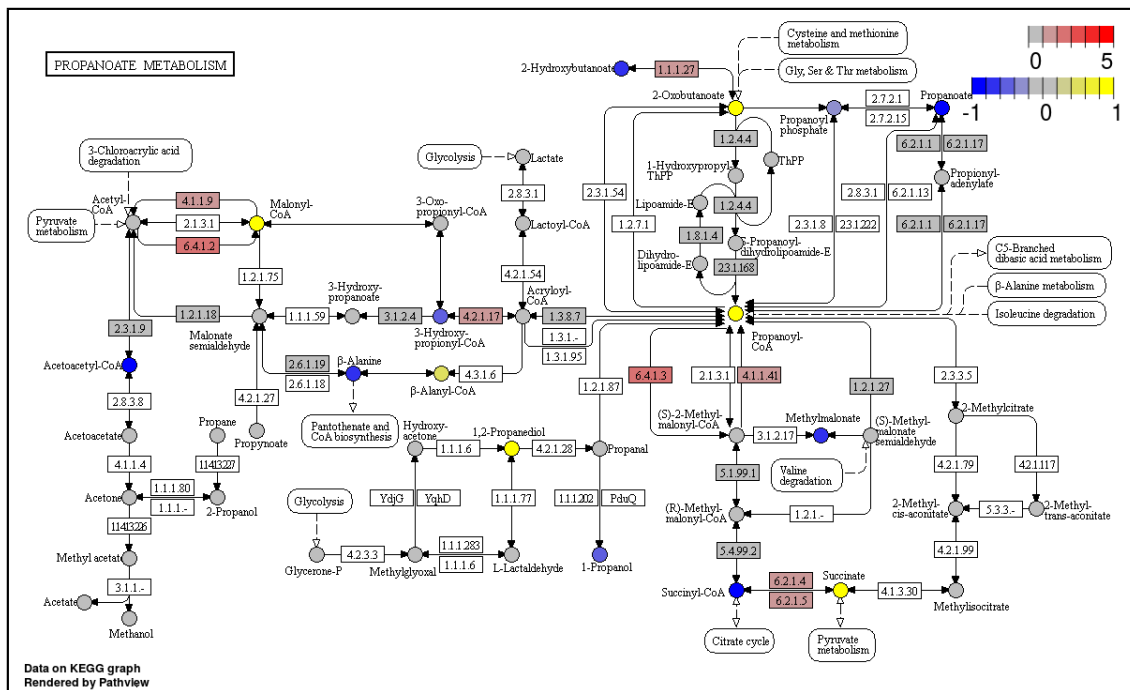 PROPANOATE METABOLISM
Cysteine and methionine
metabolism
Gly, Ser & Thr metabolism
0 5
-1 0 1
2-Hydroxybutanoate
1.1.1.27
2-Oxobutanoate
Propanoyl
phosphate
2.7.2.1
2.7.2.15
Propanoate
3-Chloroacrylic acid
degradation
Glycolysis
Lactate
1.2.4.4
6.2.1.1
6.2.1.17
1-Hydroxypropyl-
ThPP
ThPP
Propionyl-
adenylate
Acetyl-
CoA
4.1.1.9
2.1.3.1
6.4.1.2
Malonyl-
CoA
3-Oxo-
propionyl-CoA
2.8.3.1
Lactoyl-CoA
2.3.1.54
1.2.7.1
Lipoamide-E
1.2.4.4
2.8.3.1
6.2.1.13
Pyruvate
metabolism
2.3.1.8
2.3.1.222
6.2.1.1
6.2.1.17
1.8.1.4
S-Propanoyl-
dihydrolipoamide-E
Dihydro-
lipoamide-E
2.3.1.168
C5-Branched
dibasic acid metabolism
β-Alanine metabolism
Isoleucine degradation
1.2.1.75
4.2.1.54
3-Hydroxy-
propanoate
Acryloyl-
CoA
2.3.1.9
1.2.1.18
Malonate
semialdehyde
1.1.1.59
3.1.2.4
3-Hydroxy-
propionyl-CoA
4.2.1.17
1.3.8.7
1.3.1.-
1.3.1.95
Propanoyl-
CoA
Acetoacetyl-CoA
2.6.1.19
2.6.1.18
β-Alanine
β-Alanyl-CoA
4.3.1.6
1.2.1.87
6.4.1.3
2.1.3.1
4.1.1.41
1.2.1.27
2.3.3.5
2.8.3.8
4.2.1.27
Propynoate
Pantothenate and
CoA biosynthesis
Acetoacetate
Propane
1.14.13.227
4.1.1.4
Acetone
1.1.1.80
1.1.1.-
2-Propanol
Hydroxy-
acetone
1.1.1.6
1,2-Propanediol
4.2.1.28
Propanal
(S)-2-Methyl-
malonyl-CoA
3.1.2.17
Methylmalonate
(S)-Methyl-
malonate
semialdehyde
2-Methylcitrate
5.1.99.1
Valine
degradation
4.2.1.79
4.2.1.117
Glycolysis
YdjG
YqhD
1.1.1.77
1.1.1.202
PduQ
(R)-Methyl-
malonyl-CoA
1.2.1.-
2-Methyl-
cis-aconitate
5.3.3.-
2-Methyl-
trans-aconitate
1.14.13.226
Methyl acetate
Glycerone-P
4.2.3.3
Methylglyoxal
1.1.1.283
1.1.1.6
L-Lactaldehyde
1-Propanol
5.4.99.2
4.2.1.99
3.1.1.-
Acetate
Methanol
Succinyl-CoA
6.2.1.4
6.2.1.5
Succinate
4.1.3.30
Methylisocitrate
Citrate cycle
Pyruvate
metabolism
Data on KEGG graph
Rendered by Pathview